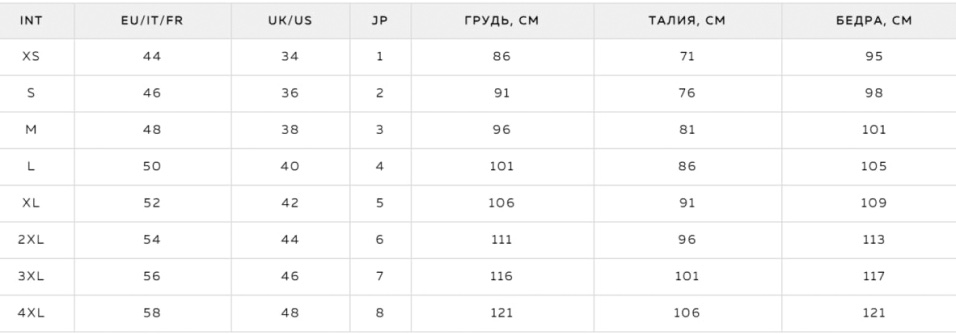 INT EU/IT/FR UK/US JP ГРУДЬ, СМ ТАЛИЯ, СМ БЕДРА, СМ
XS 44 34 1 86 71 95
S 46 36 2 91 76 98
M 48 38 3 96 81 101
L 50 40 4 101 86 105
XL 52 42 5 106 91 109
2XL 54 44 6 111 96 113
3XL 56 46 7 116 101 117
4XL 58 48 8 121 106 121